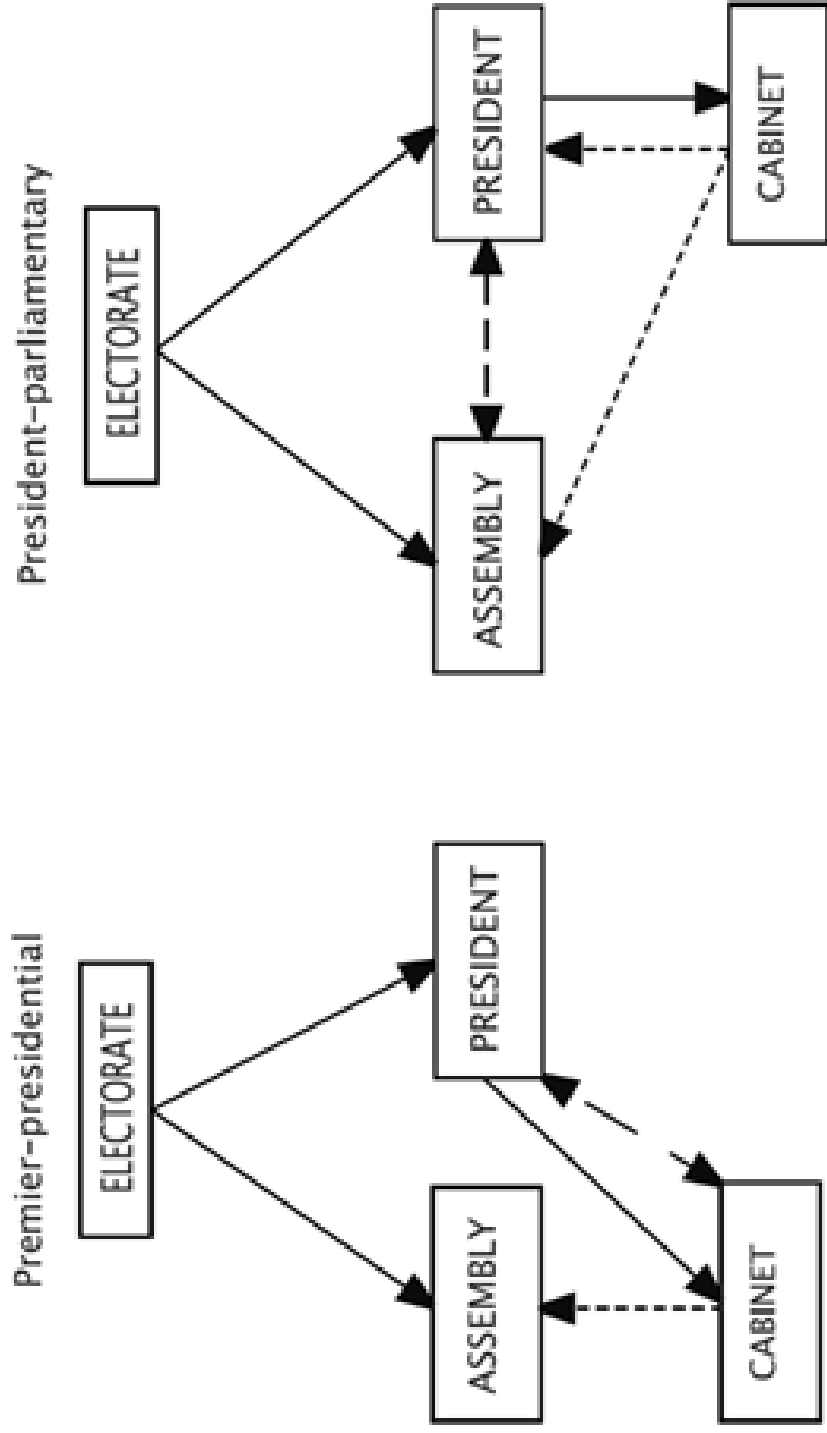 Premier-presidential
ELECTORATE
ASSEMBLY
PRESIDENT
CABINET
President-parliamentary
ELECTORATE
ASSEMBLY
PRESIDENT
CABINET